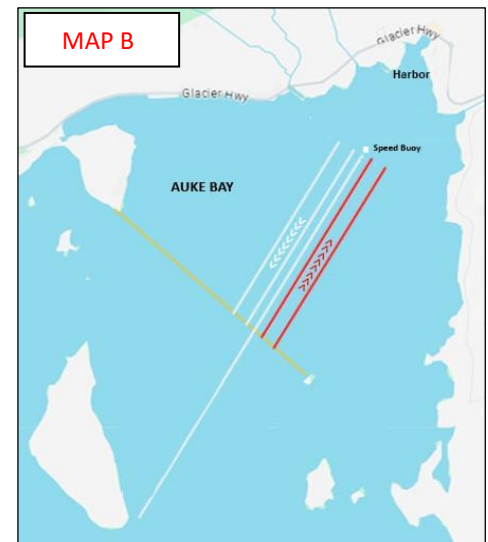 MAP B
Glacier Hwy
Harbor
Glacier Hwy
Speed Buoy
AUKE BAY